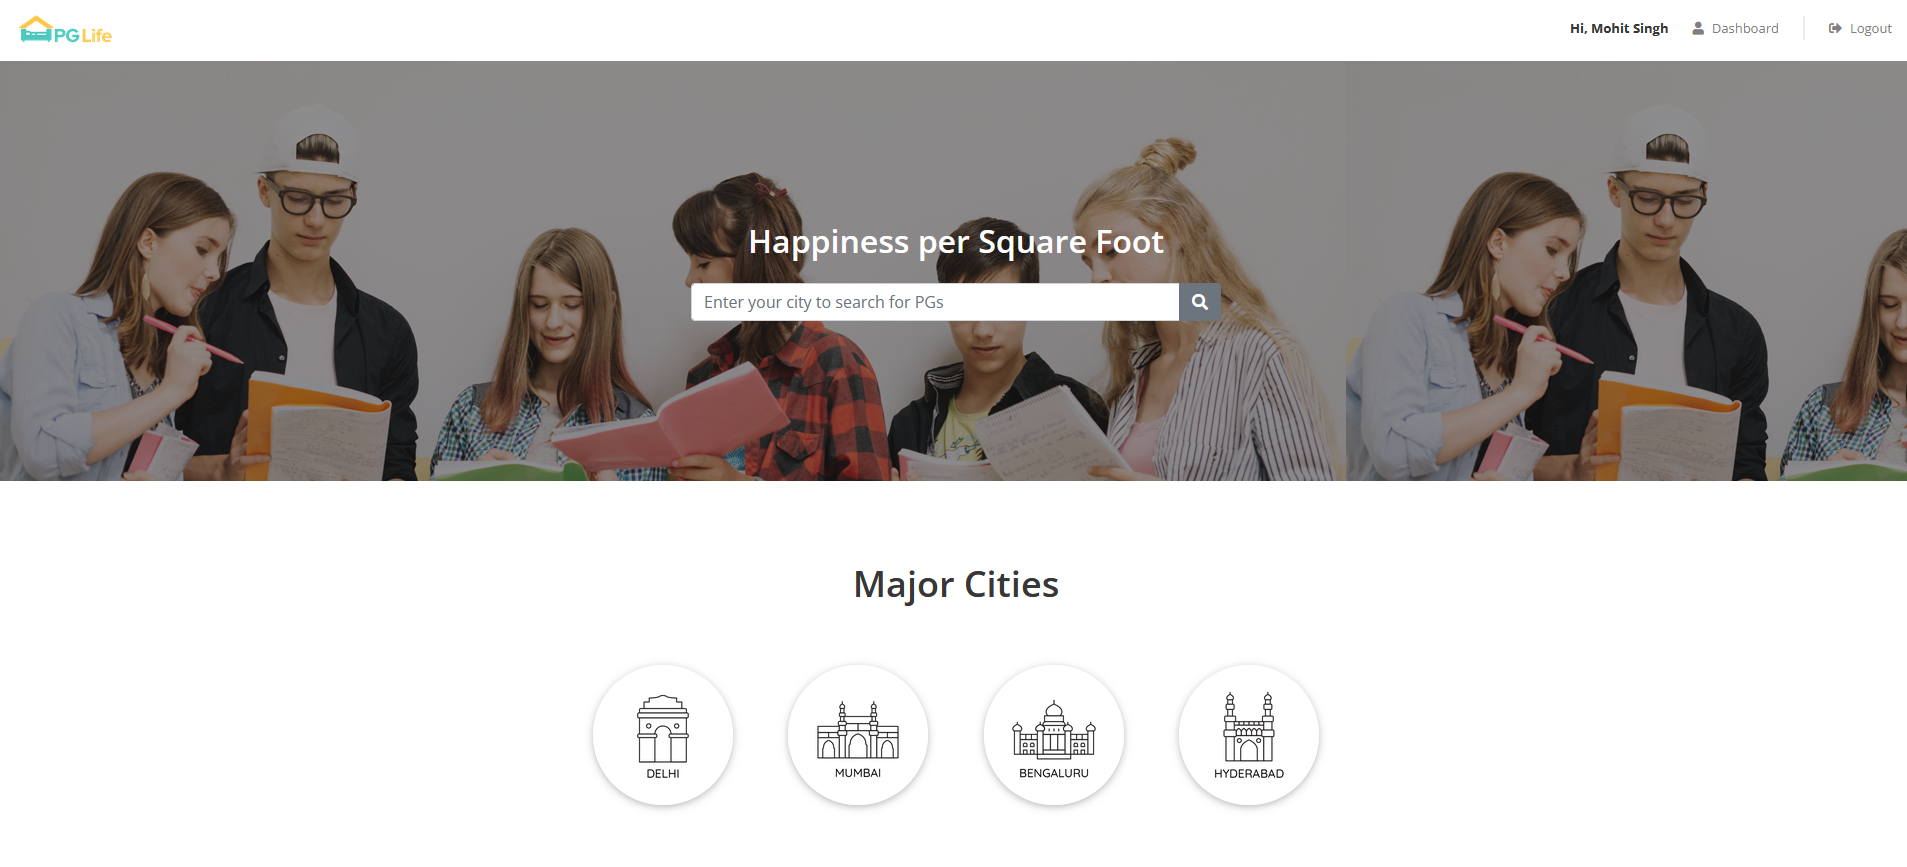 PG Life
Hi, Mohit Singh
Dashboard
Logout
Happiness per Square Foot
Enter your city to search for PGs
Major Cities
DELHI
MUMBAI
BENGALURU
HYDERABAD